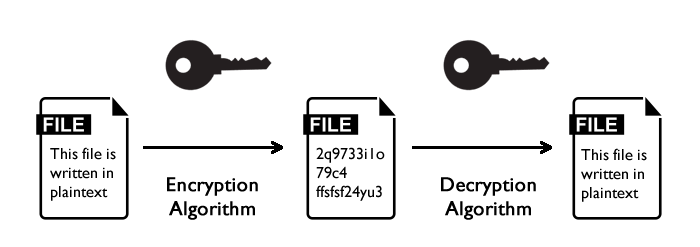 FILE
This file is
written in
plaintext
Encryption
Algorithm
FILE
2q9733i1o
79c4
ffsfsf24yu3
Decryption
Algorithm
FILE
This file is
written in
plaintext